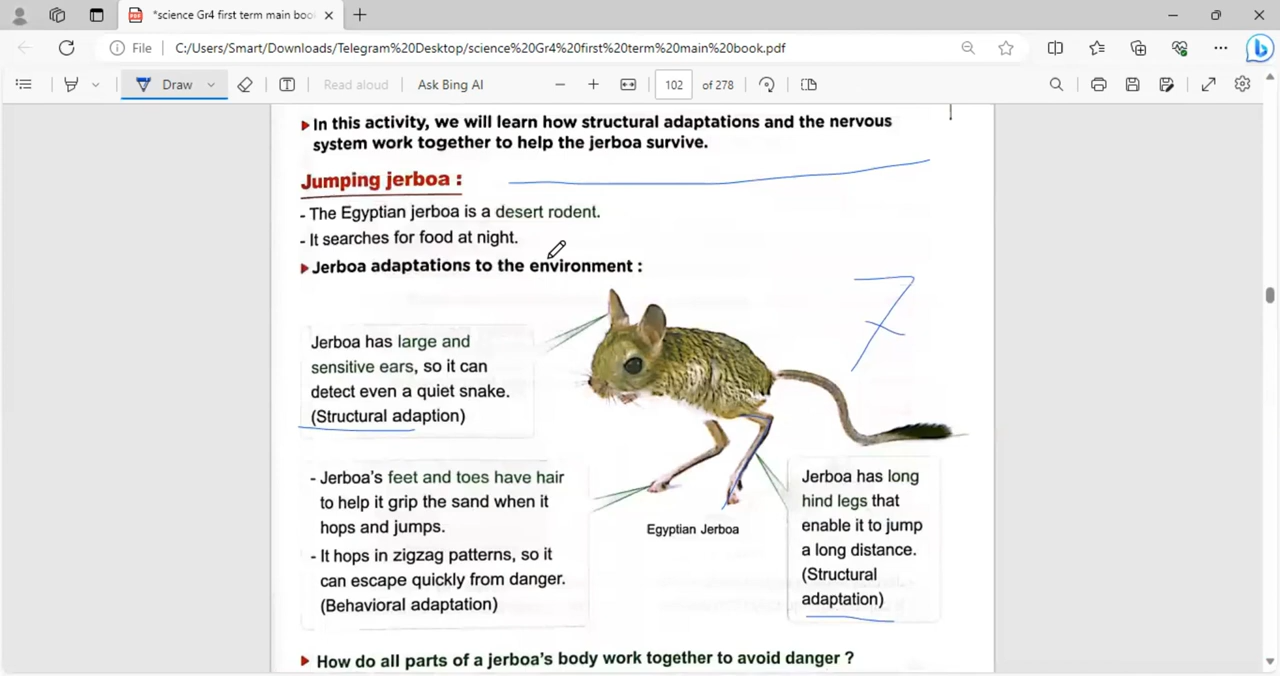 *science Gr4 first term main boo
File
C:/Users/Smart/Downloads/Telegram%20Desktop/science%20Gr4%20first%20term%20main%20book.pdf
Draw
Read aloud
Ask Bing AI
102 of 278
▸In this activity, we will learn how structural adaptations and the nervous
system work together to help the jerboa survive.
Jumping jerboa :
- The Egyptian jerboa is a desert rodent.
- It searches for food at night.
▸Jerboa adaptations to the environment :
7
Jerboa has large and
sensitive ears, so it can
detect even a quiet snake.
(Structural adaption)
- Jerboa's feet and toes have hair
to help it grip the sand when it
hops and jumps.
- It hops in zigzag patterns, so it
can escape quickly from danger.
(Behavioral adaptation)
Egyptian Jerboa
Jerboa has long
hind legs that
enable it to jump
a long distance.
(Structural
adaptation)
▸ How do all parts of a jerboa's body work together to avoid danger ?